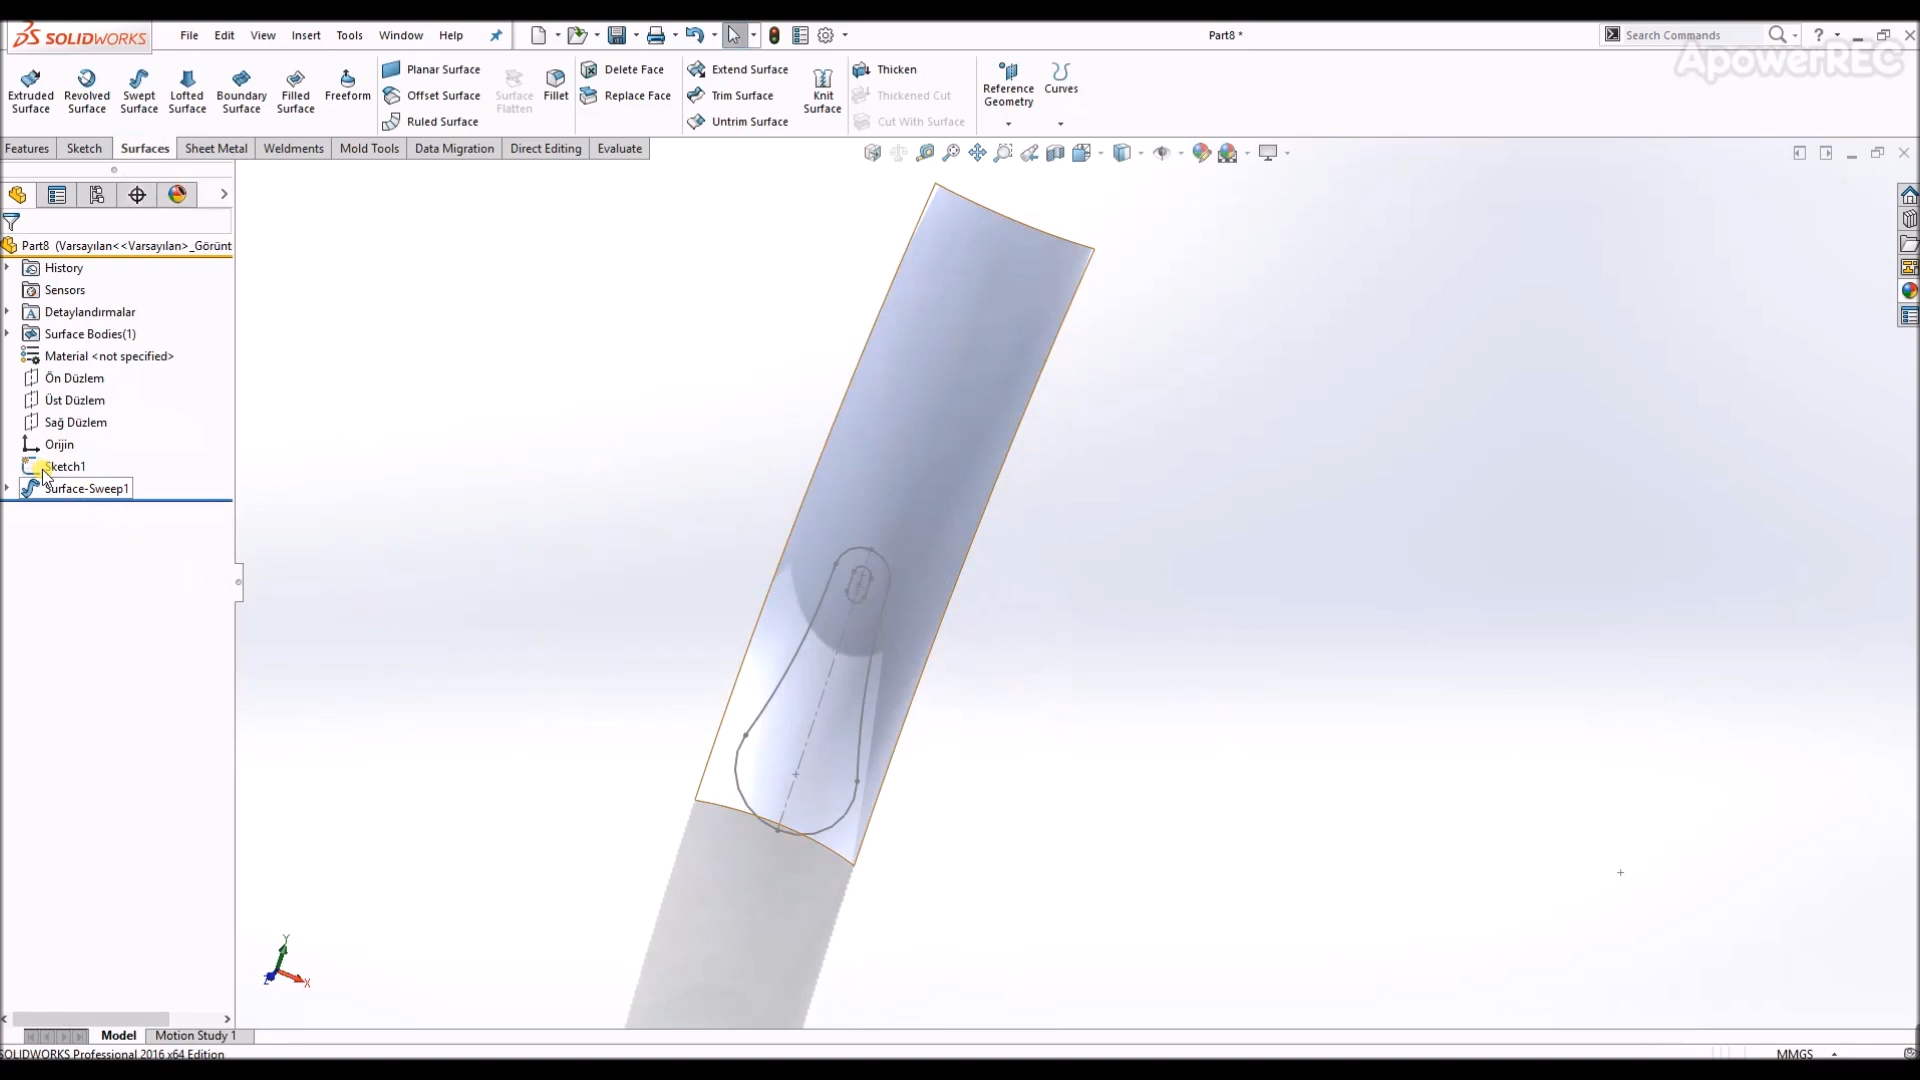 SOLIDWORKS File Edit View Insert Tools Window Help Part8 * Search Commands ?
ApowerREC
Extruded Surface
Revolved Surface
Swept Surface
Lofted Surface
Boundary Surface
Filled Surface
Freeform
Planar Surface
Offset Surface
Ruled Surface
Surface Flatten
Fillet
Delete Face
Replace Face
Extend Surface
Trim Surface
Untrim Surface
Knit Surface
Thicken
Thickened Cut
Cut With Surface
Reference Geometry
Curves
Features Sketch Surfaces Sheet Metal Weldments Mold Tools Data Migration Direct Editing Evaluate
Part8 (Varsayılan<<Varsayılan>_Görünt
History
Sensors
Detaylandırmalar
Surface Bodies(1)
Material <not specified>
Ön Düzlem
Üst Düzlem
Sağ Düzlem
Orijin
Sketch1
Surface-Sweep1
Y
Z
X
Model Motion Study 1
SOLIDWORKS Professional 2016 x64 Edition MMGS